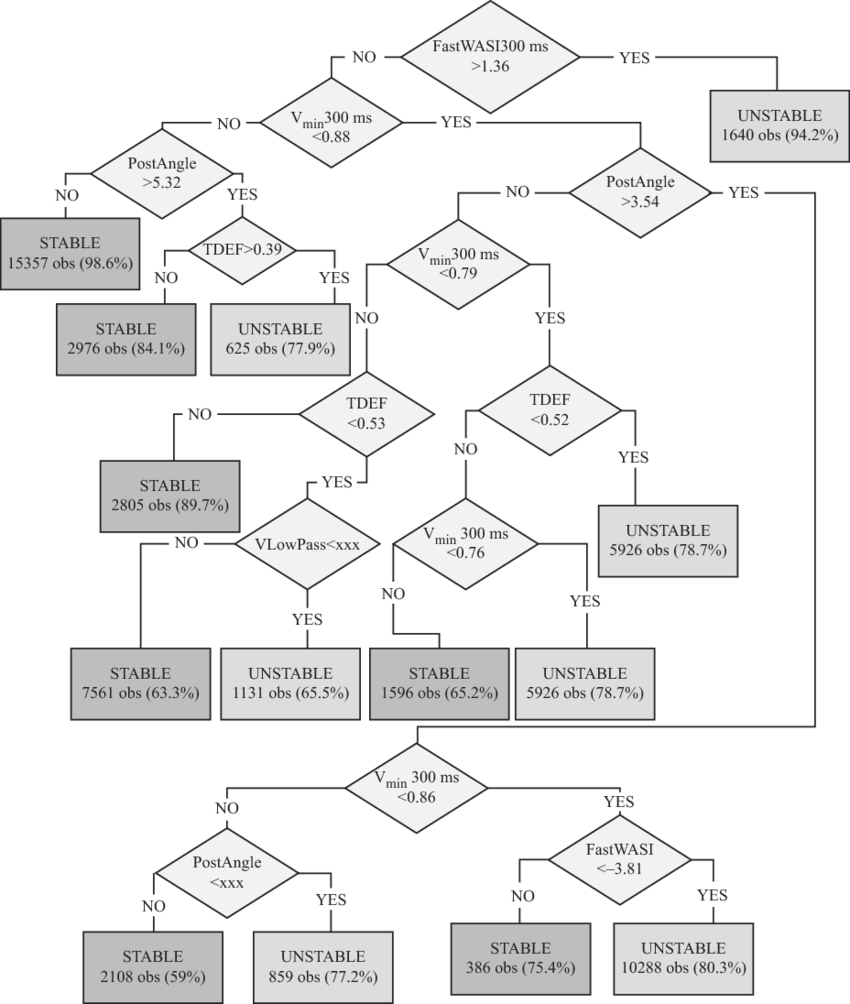 FastWASI300 ms
>1.36
NO
YES
UNSTABLE
1640 obs (94.2%)
Vmin300 ms
<0.88
NO
YES
PostAngle
>5.32
NO
YES
PostAngle
>3.54
NO
YES
STABLE
15357 obs (98.6%)
TDEF>0.39
NO
YES
Vmin300 ms
<0.79
NO
YES
STABLE
2976 obs (84.1%)
UNSTABLE
625 obs (77.9%)
TDEF
<0.53
NO
YES
TDEF
<0.52
NO
YES
STABLE
2805 obs (89.7%)
UNSTABLE
5926 obs (78.7%)
VLowPass<xxx
NO
YES
Vmin 300 ms
<0.76
NO
YES
STABLE
7561 obs (63.3%)
UNSTABLE
1131 obs (65.5%)
STABLE
1596 obs (65.2%)
UNSTABLE
5926 obs (78.7%)
Vmin 300 ms
<0.86
NO
YES
PostAngle
<xxx
NO
YES
FastWASI
<–3.81
NO
YES
STABLE
2108 obs (59%)
UNSTABLE
859 obs (77.2%)
STABLE
386 obs (75.4%)
UNSTABLE
10288 obs (80.3%)